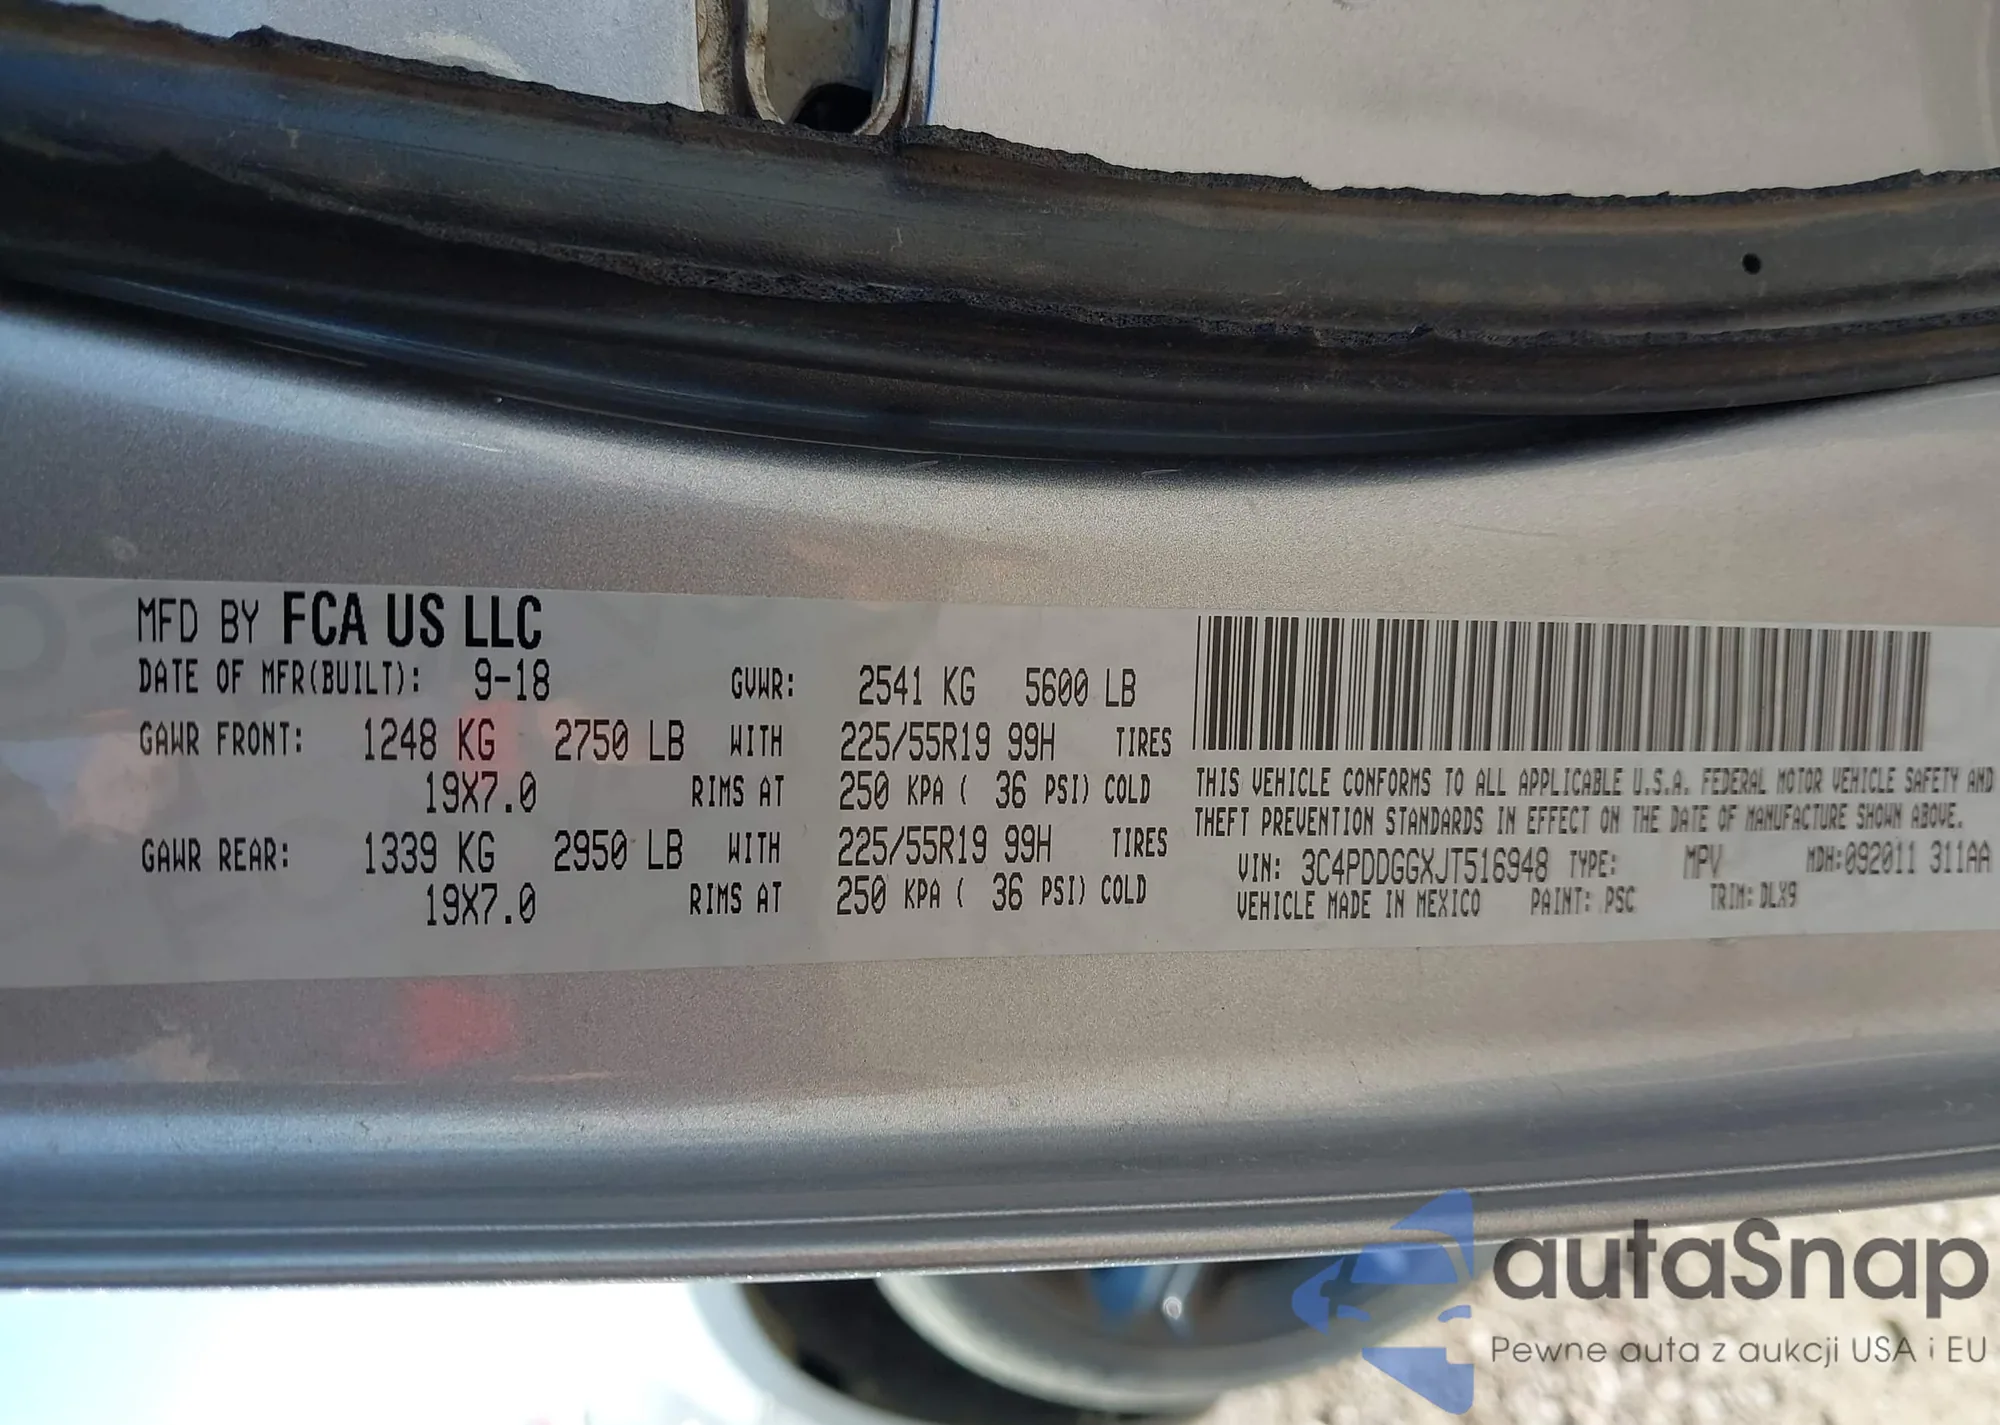 MFD BY FCA US LLC
DATE OF MFR(BUILT): 9-18 GVWR: 2541 KG 5600 LB
GAWR FRONT: 1248 KG 2750 LB WITH 225/55R19 99H TIRES
19X7.0 RIMS AT 250 KPA ( 36 PSI) COLD
GAWR REAR: 1339 KG 2950 LB WITH 225/55R19 99H TIRES
19X7.0 RIMS AT 250 KPA ( 36 PSI) COLD
THIS VEHICLE CONFORMS TO ALL APPLICABLE U.S.A. FEDERAL MOTOR VEHICLE SAFETY AND
THEFT PREVENTION STANDARDS IN EFFECT ON THE DATE OF MANUFACTURE SHOWN ABOVE.
VIN: 3C4PDDGGXJT516948 TYPE: MPV MDH:092011 311AA
VEHICLE MADE IN MEXICO PAINT: PSC TRIM: DLX9
autaSnap
Pewne auta z aukcji USA i EU